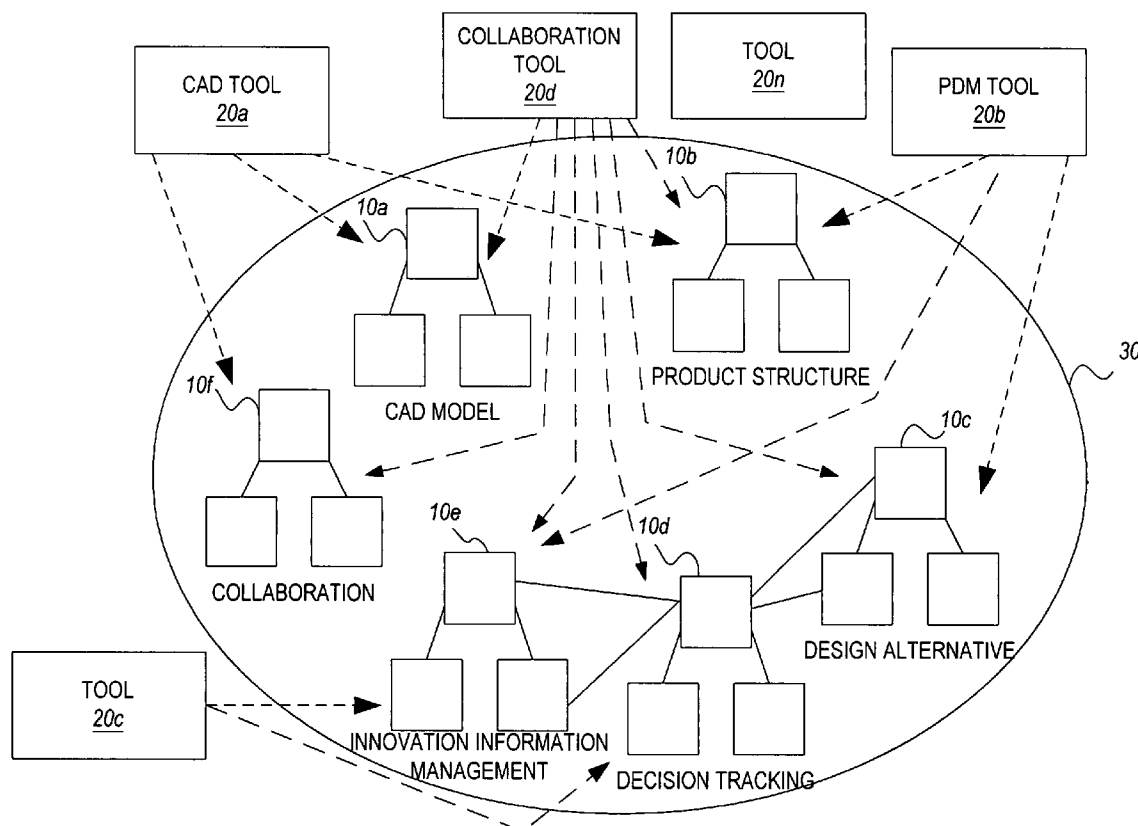 COLLABORATION
TOOL
20d
TOOL
20n
CAD TOOL
20a
PDM TOOL
20b
10b
10a
30
PRODUCT STRUCTURE
10f
CAD MODEL
10c
10e
10d
COLLABORATION
DESIGN ALTERNATIVE
TOOL
20c
INNOVATION INFORMATION
MANAGEMENT
DECISION TRACKING